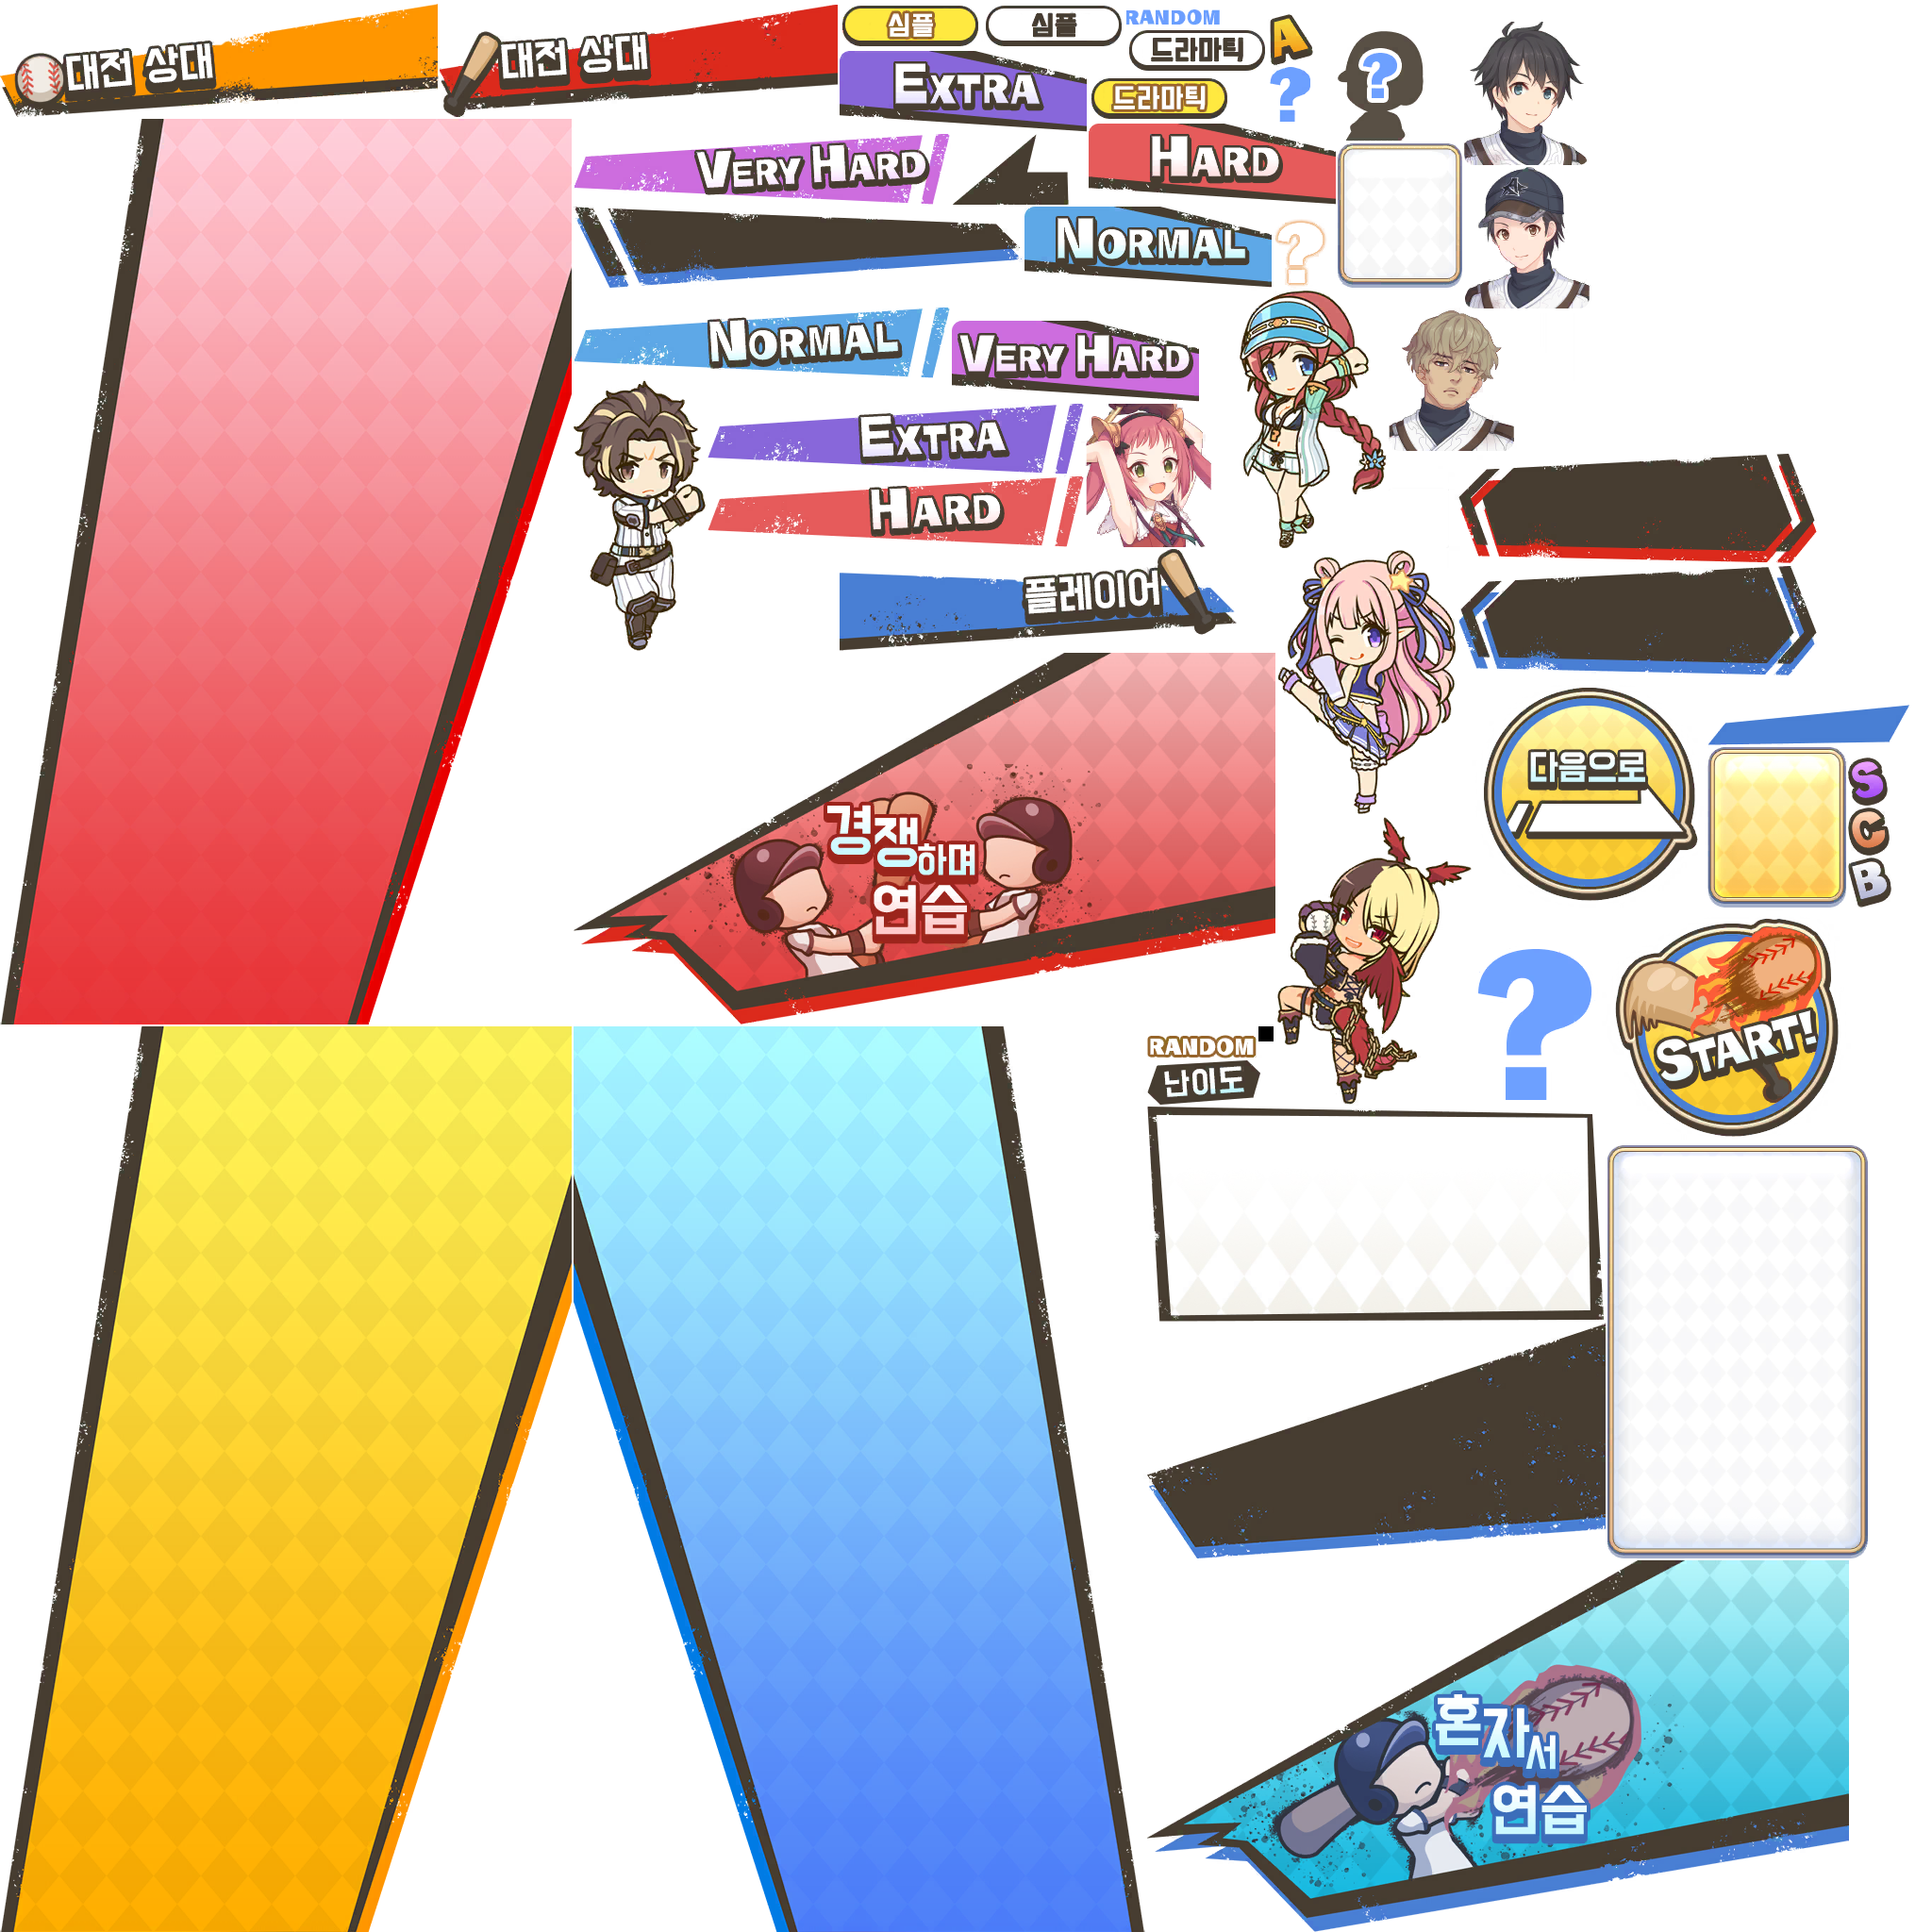 대전 상대
대전 상대
심플
심플
RANDOM
드라마틱
A
?
?
EXTRA
드라마틱
VERY HARD
HARD
NORMAL
?
NORMAL
VERY HARD
EXTRA
HARD
플레이어
다음으로
S
C
B
경쟁하며
연습
?
START!
RANDOM
난이도
혼자서
연습